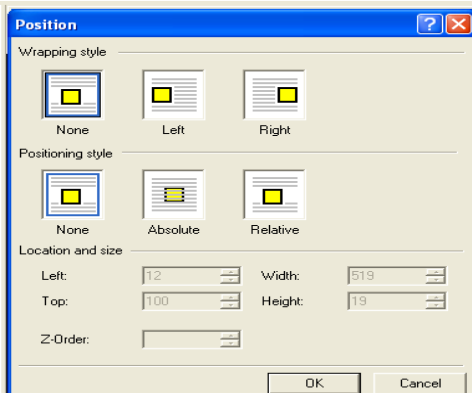 Position
Wrapping style
None Left Right
Positioning style
None Absolute Relative
Location and size
Left: 12 Width: 519
Top: 100 Height: 19
Z-Order:
OK Cancel